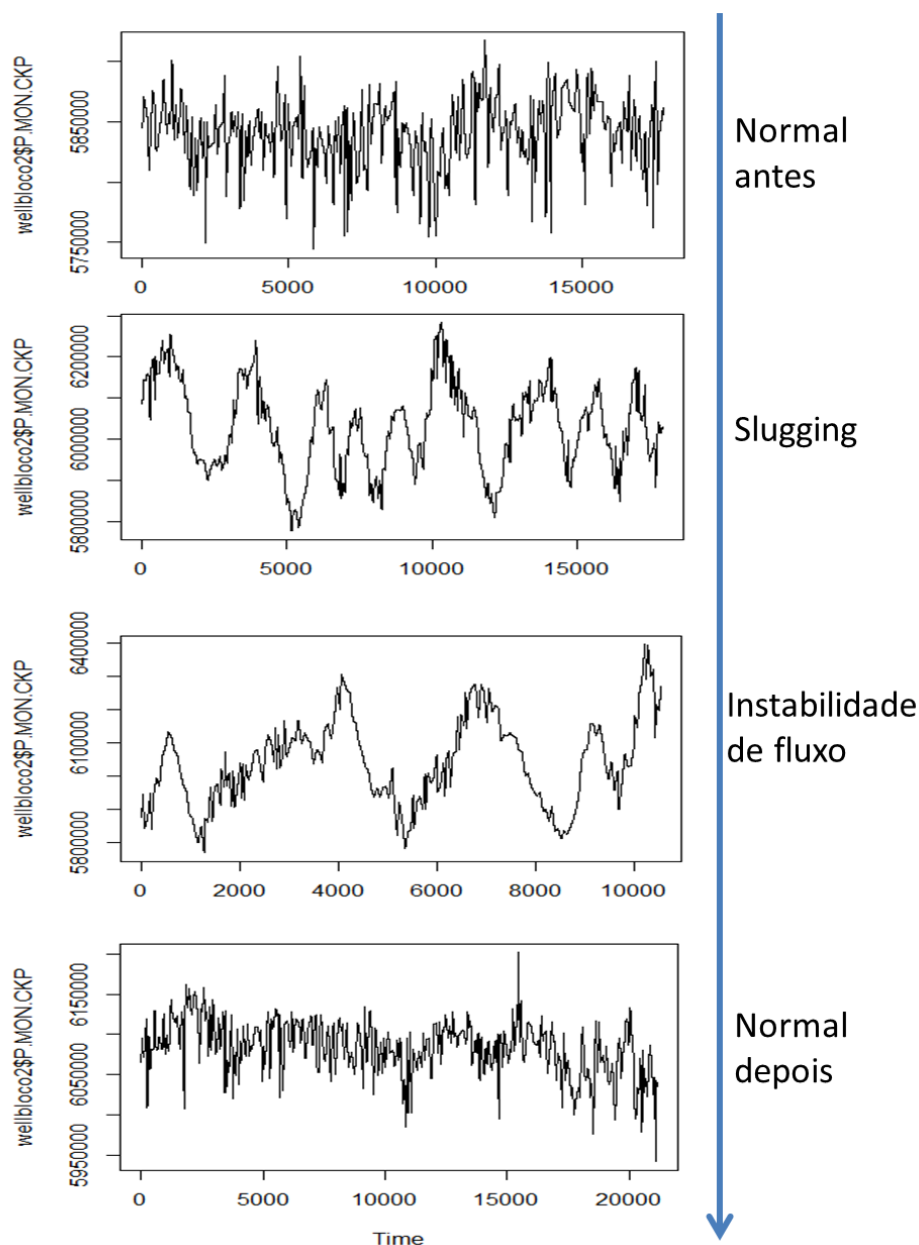 wellbloco2$P.MON.CKP
5750000 5850000
0 5000 10000 15000
Normal
antes
wellbloco2$P.MON.CKP
5800000 6000000 6200000
0 5000 10000 15000
Slugging
wellbloco2$P.MON.CKP
5800000 6100000 6400000
0 2000 4000 6000 8000 10000
Instabilidade
de fluxo
wellbloco2$P.MON.CKP
5950000 6050000 6150000
0 5000 10000 15000 20000
Time
Normal
depois